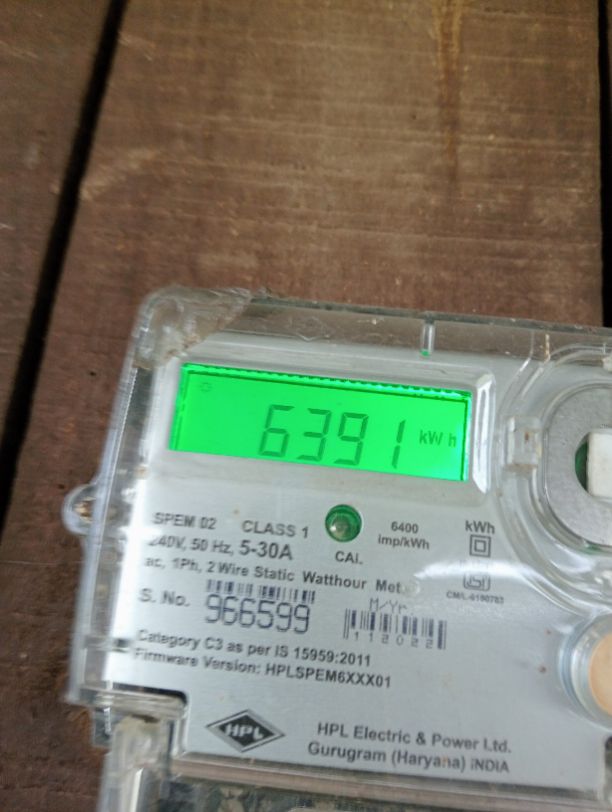 6391 kWh
SPEM 02 CLASS 1
240V, 50 Hz, 5-30A
CAL
6400
imp/kWh
kWh
ac, 1Ph, 2 Wire Static Watthour Met
CM/L-6190783
S. No. 966599
M/Yr
112022
Category C3 as per IS 15959:2011
Firmware Version: HPLSPEM6XXX01
HPL
HPL Electric & Power Ltd.
Gurugram (Haryana) INDIA